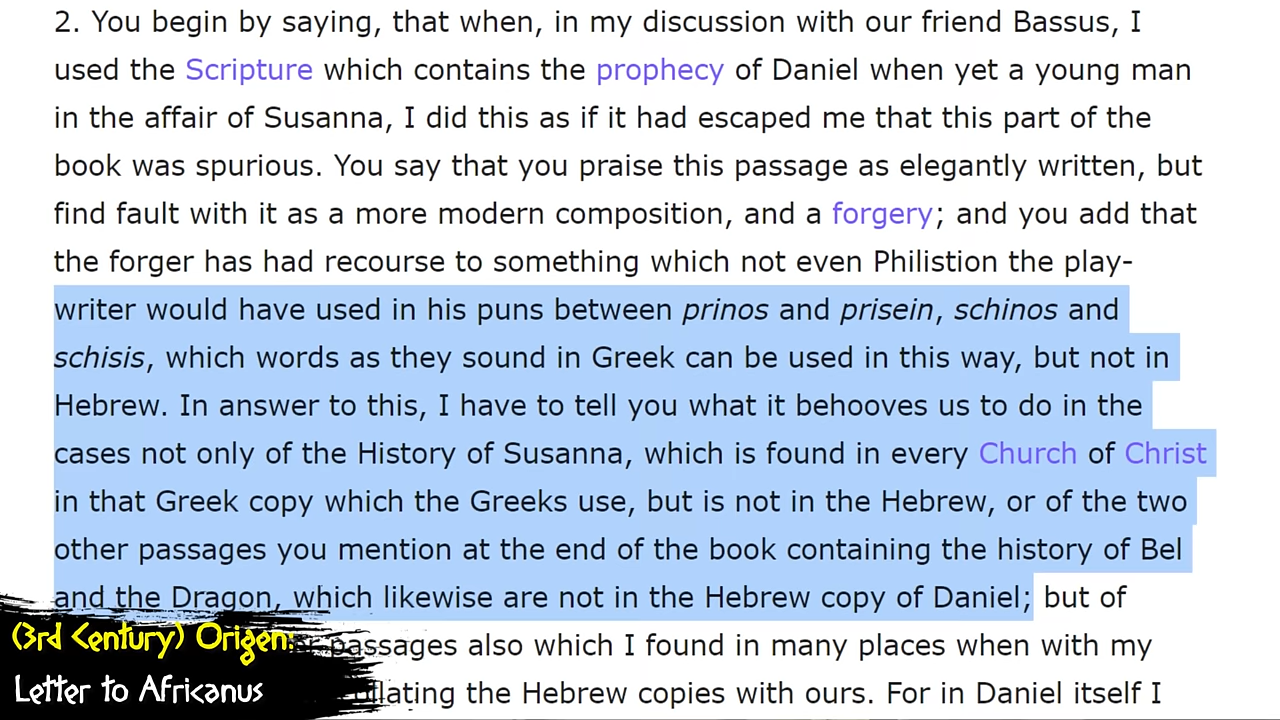 2. You begin by saying, that when, in my discussion with our friend Bassus, I
used the Scripture which contains the prophecy of Daniel when yet a young man
in the affair of Susanna, I did this as if it had escaped me that this part of the
book was spurious. You say that you praise this passage as elegantly written, but
find fault with it as a more modern composition, and a forgery; and you add that
the forger has had recourse to something which not even Philistion the play-
writer would have used in his puns between prinos and prisein, schinos and
schisis, which words as they sound in Greek can be used in this way, but not in
Hebrew. In answer to this, I have to tell you what it behooves us to do in the
cases not only of the History of Susanna, which is found in every Church of Christ
in that Greek copy which the Greeks use, but is not in the Hebrew, or of the two
other passages you mention at the end of the book containing the history of Bel
and the Dragon, which likewise are not in the Hebrew copy of Daniel; but of
passages also which I found in many places when with my
the Hebrew copies with ours. For in Daniel itself I
(3rd Century) Origen:
Letter to Africanus